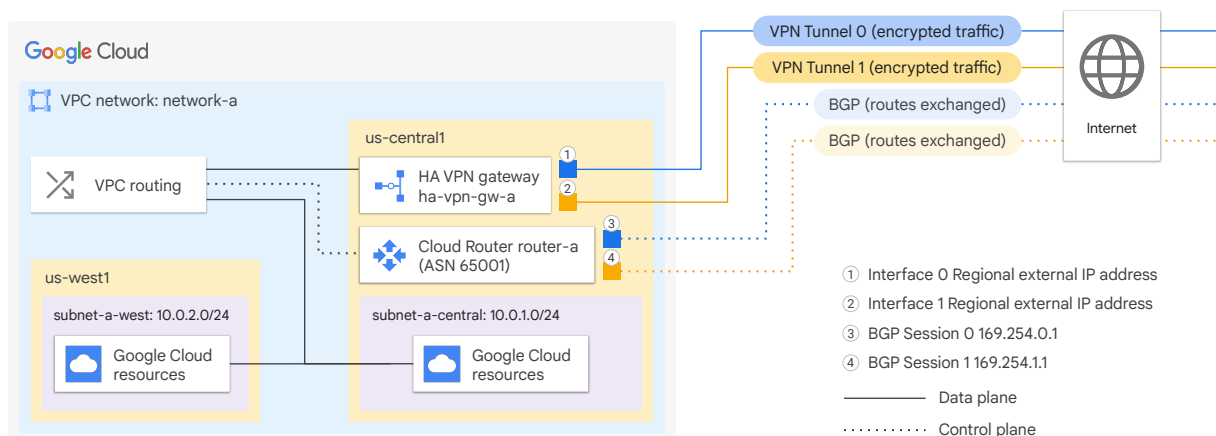 Google Cloud
VPC network: network-a
VPC routing
us-central1
1
HA VPN gateway
ha-vpn-gw-a
2
3
Cloud Router router-a
(ASN 65001)
4
us-west1
subnet-a-west: 10.0.2.0/24
Google Cloud
resources
subnet-a-central: 10.0.1.0/24
Google Cloud
resources
VPN Tunnel 0 (encrypted traffic)
VPN Tunnel 1 (encrypted traffic)
BGP (routes exchanged)
BGP (routes exchanged)
Internet
1 Interface 0 Regional external IP address
2 Interface 1 Regional external IP address
3 BGP Session 0 169.254.0.1
4 BGP Session 1 169.254.1.1
Data plane
Control plane